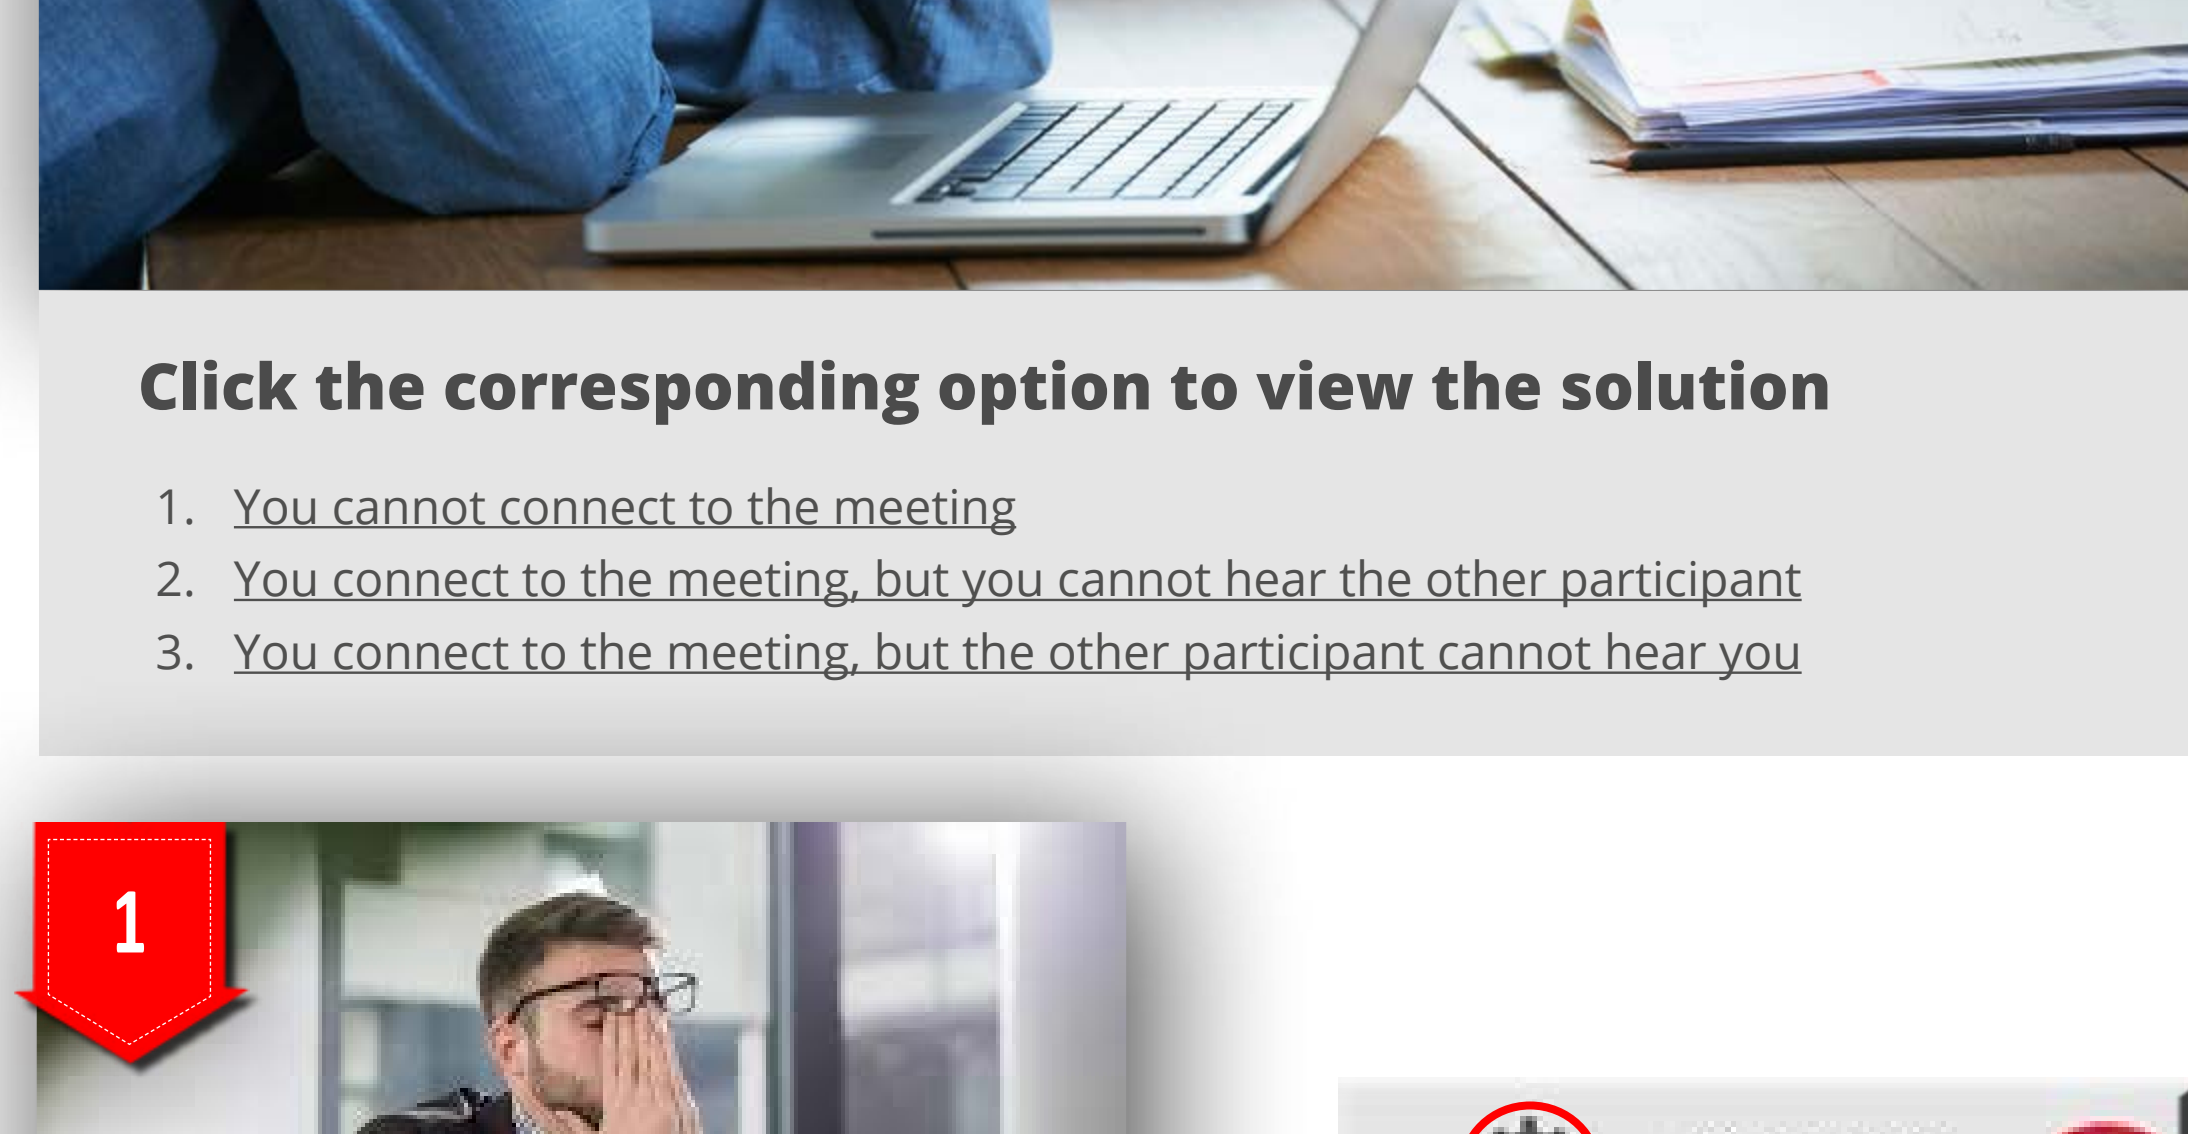 Click the corresponding option to view the solution
1. You cannot connect to the meeting
2. You connect to the meeting, but you cannot hear the other participant
3. You connect to the meeting, but the other participant cannot hear you
1